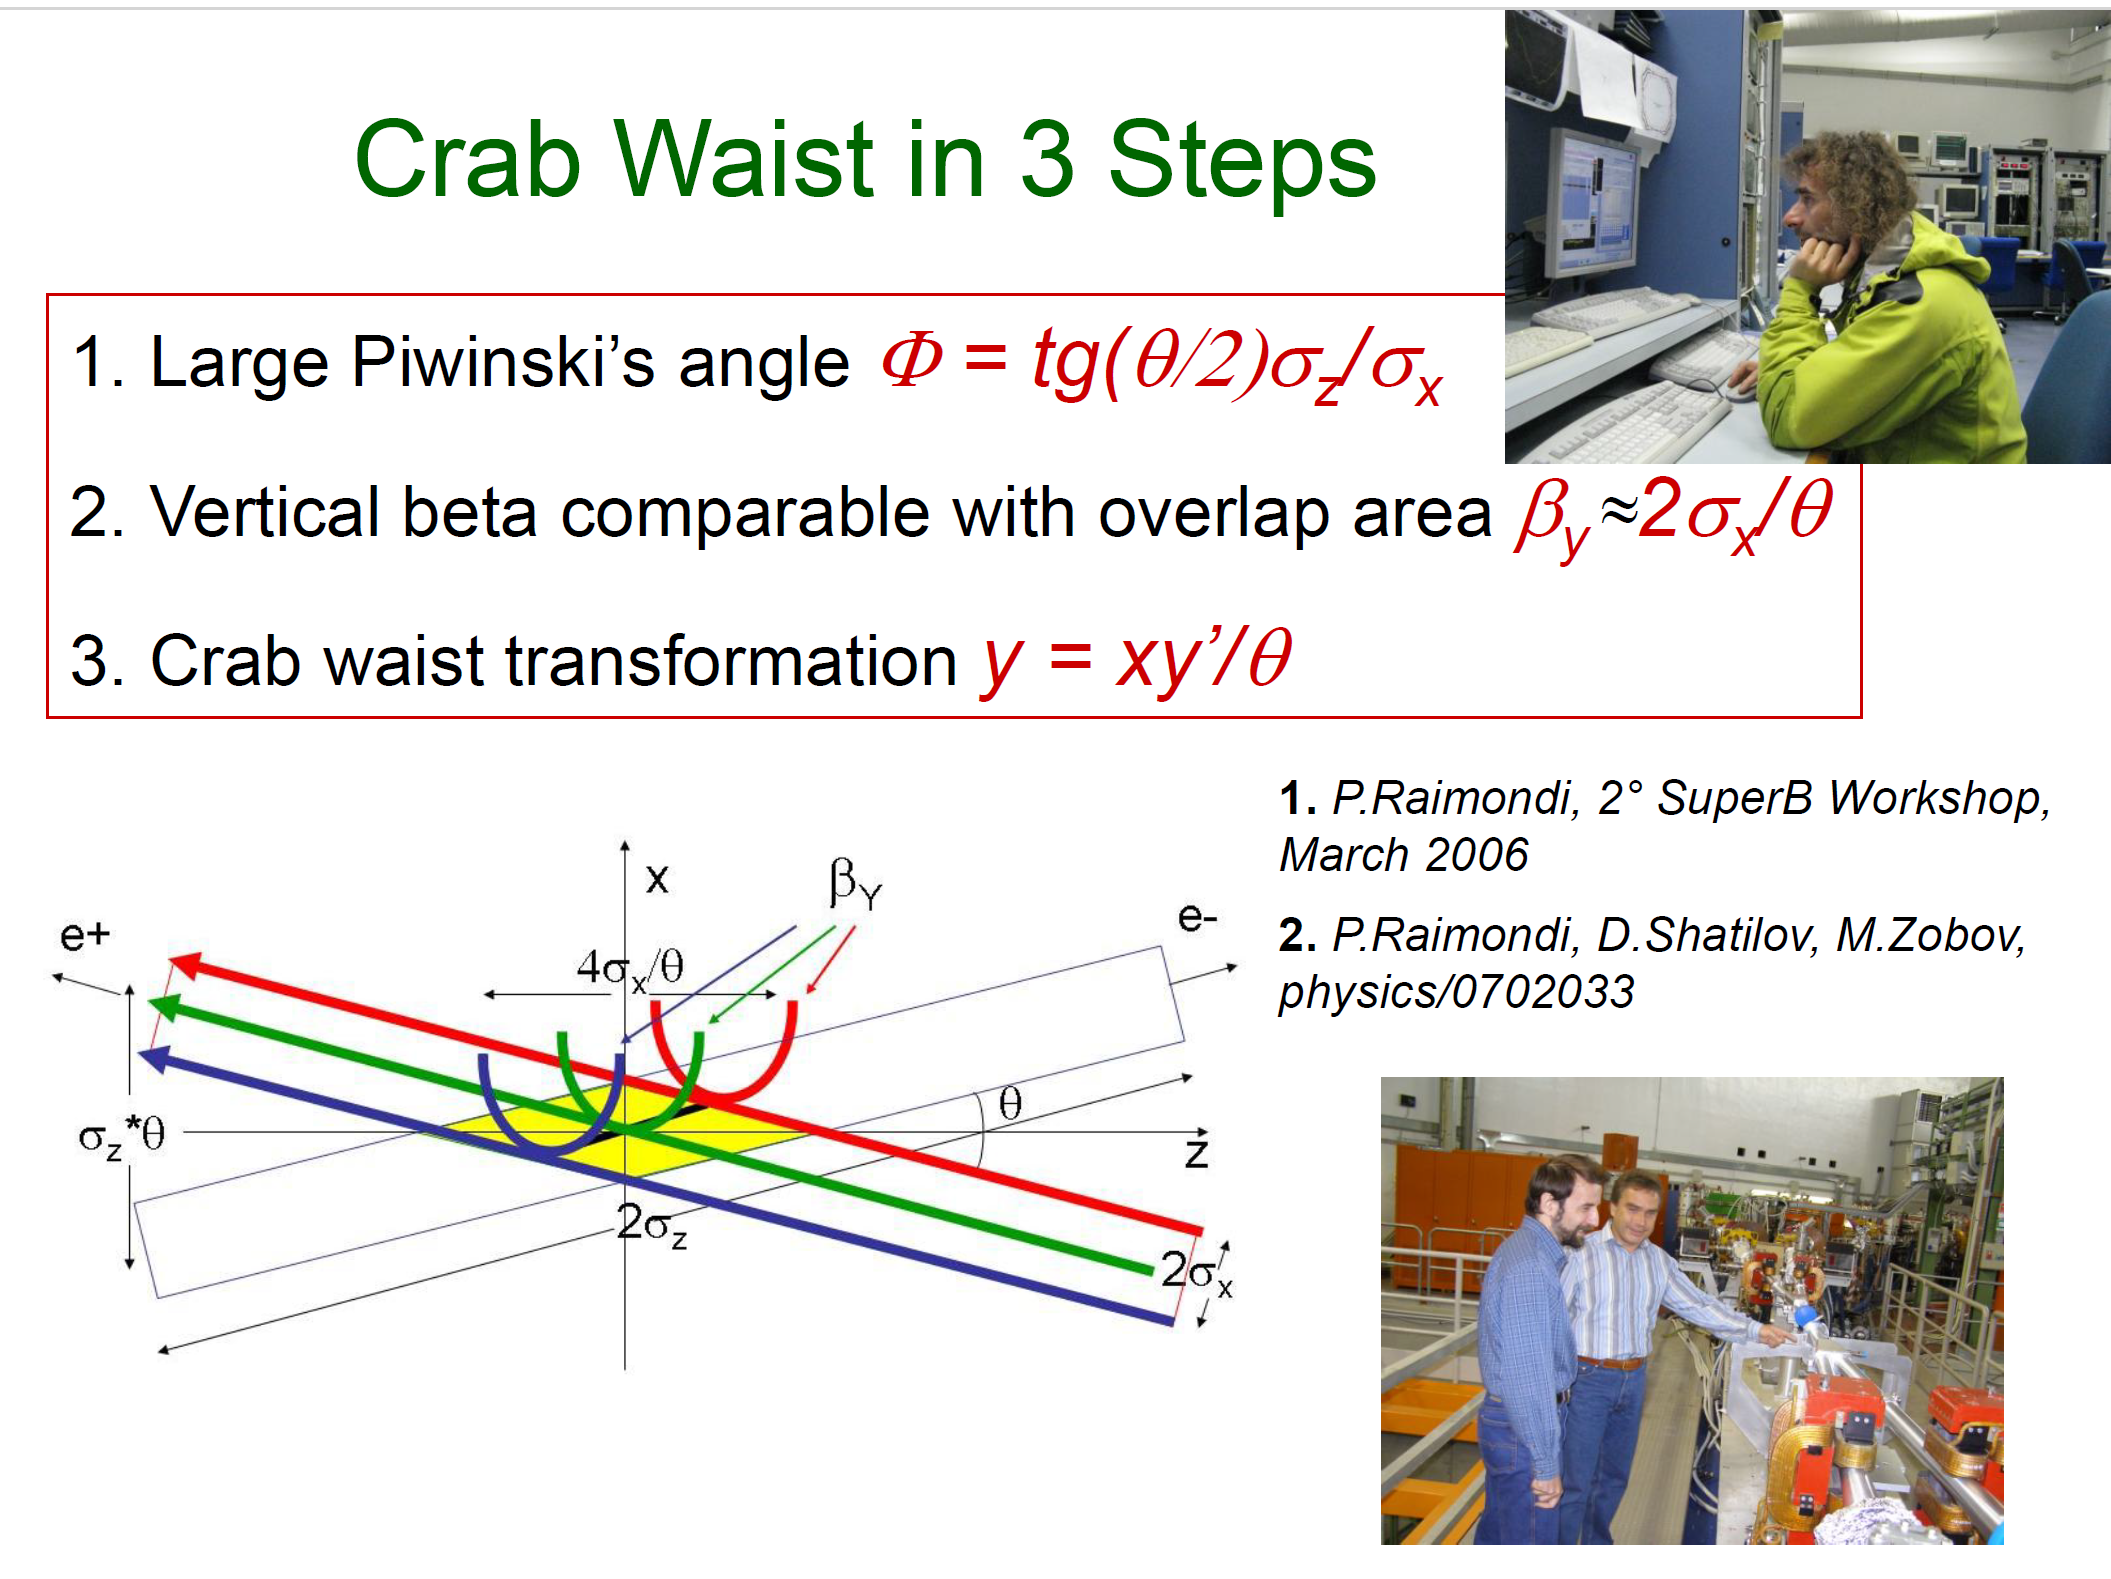 Crab Waist in 3 Steps
1. Large Piwinski’s angle Φ = tg(θ/2)σz/σx
2. Vertical beta comparable with overlap area βy≈2σx/θ
3. Crab waist transformation y = xy’/θ
1. P.Raimondi, 2° SuperB Workshop,
March 2006
2. P.Raimondi, D.Shatilov, M.Zobov,
physics/0702033
x
βY
e+
e-
4σx/θ
θ
σz*θ
z
2σz
2σx